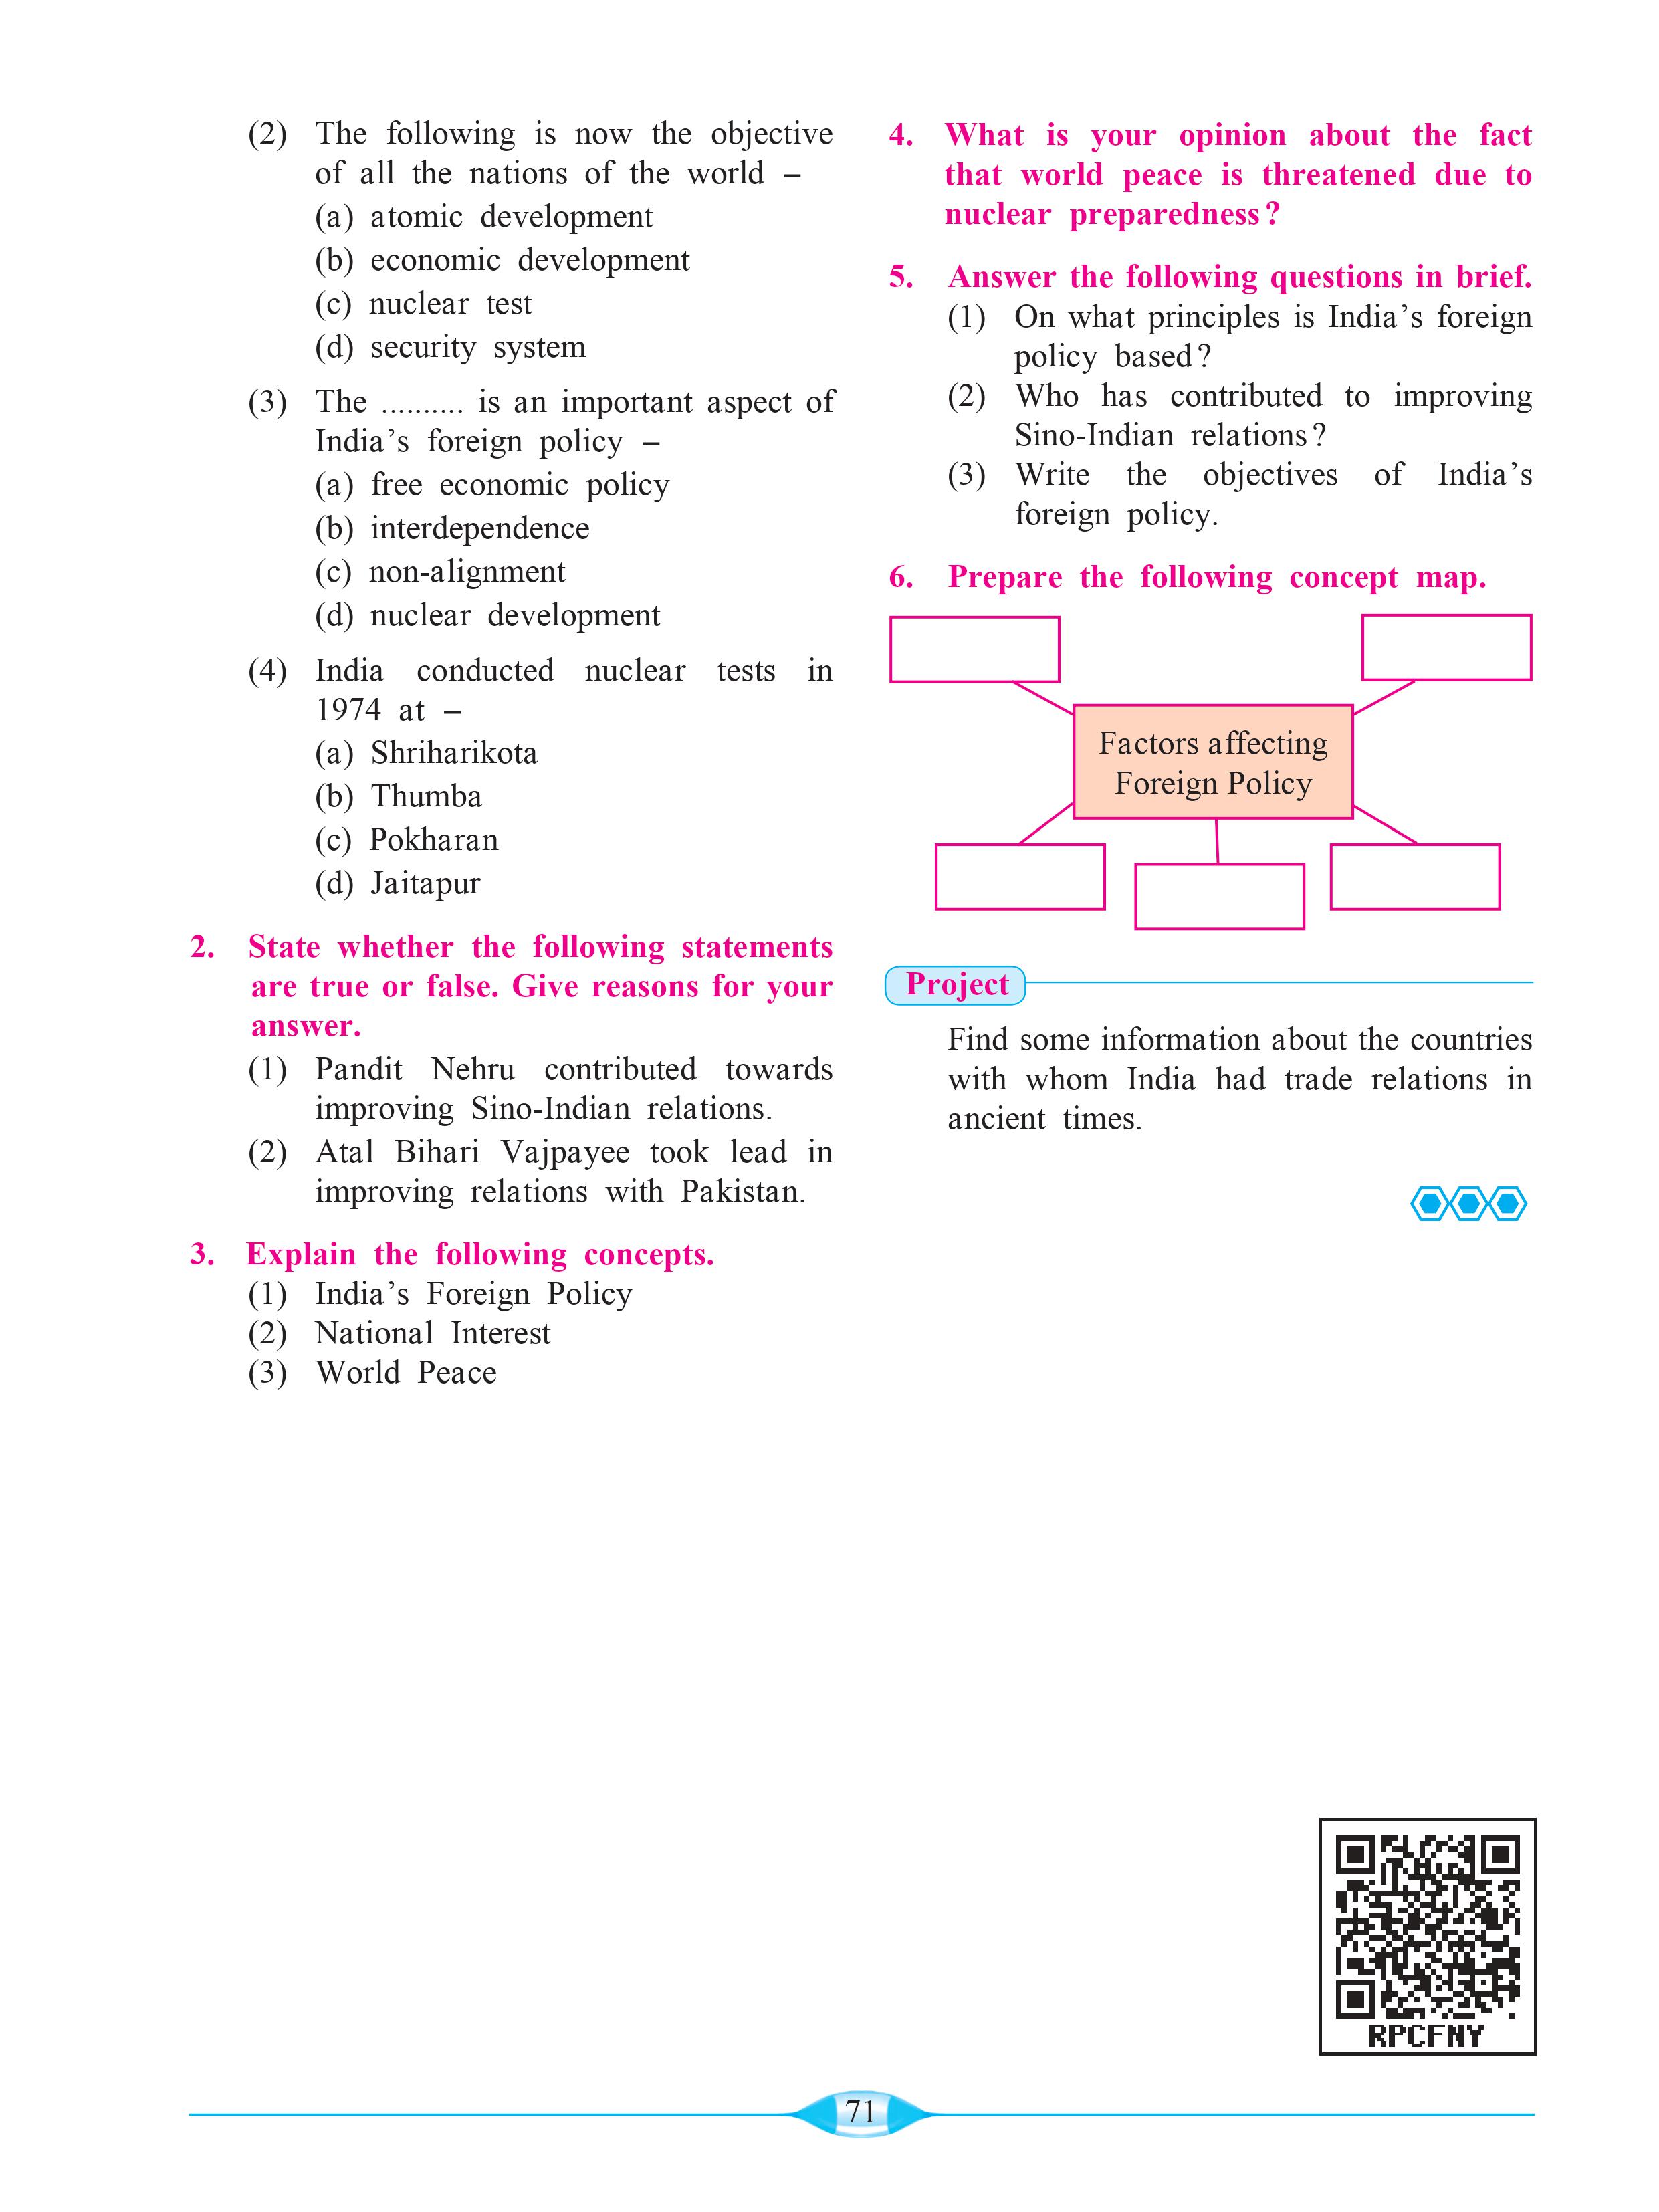 (2) The following is now the objective
of all the nations of the world –
(a) atomic development
(b) economic development
(c) nuclear test
(d) security system
(3) The .......... is an important aspect of
India’s foreign policy –
(a) free economic policy
(b) interdependence
(c) non-alignment
(d) nuclear development
(4) India conducted nuclear tests in
1974 at –
(a) Shriharikota
(b) Thumba
(c) Pokharan
(d) Jaitapur
2. State whether the following statements
are true or false. Give reasons for your
answer.
(1) Pandit Nehru contributed towards
improving Sino-Indian relations.
(2) Atal Bihari Vajpayee took lead in
improving relations with Pakistan.
3. Explain the following concepts.
(1) India’s Foreign Policy
(2) National Interest
(3) World Peace
4. What is your opinion about the fact
that world peace is threatened due to
nuclear preparedness?
5. Answer the following questions in brief.
(1) On what principles is India’s foreign
policy based?
(2) Who has contributed to improving
Sino-Indian relations?
(3) Write the objectives of India’s
foreign policy.
6. Prepare the following concept map.
Factors affecting
Foreign Policy
Project
Find some information about the countries
with whom India had trade relations in
ancient times.
RPCFNY
71